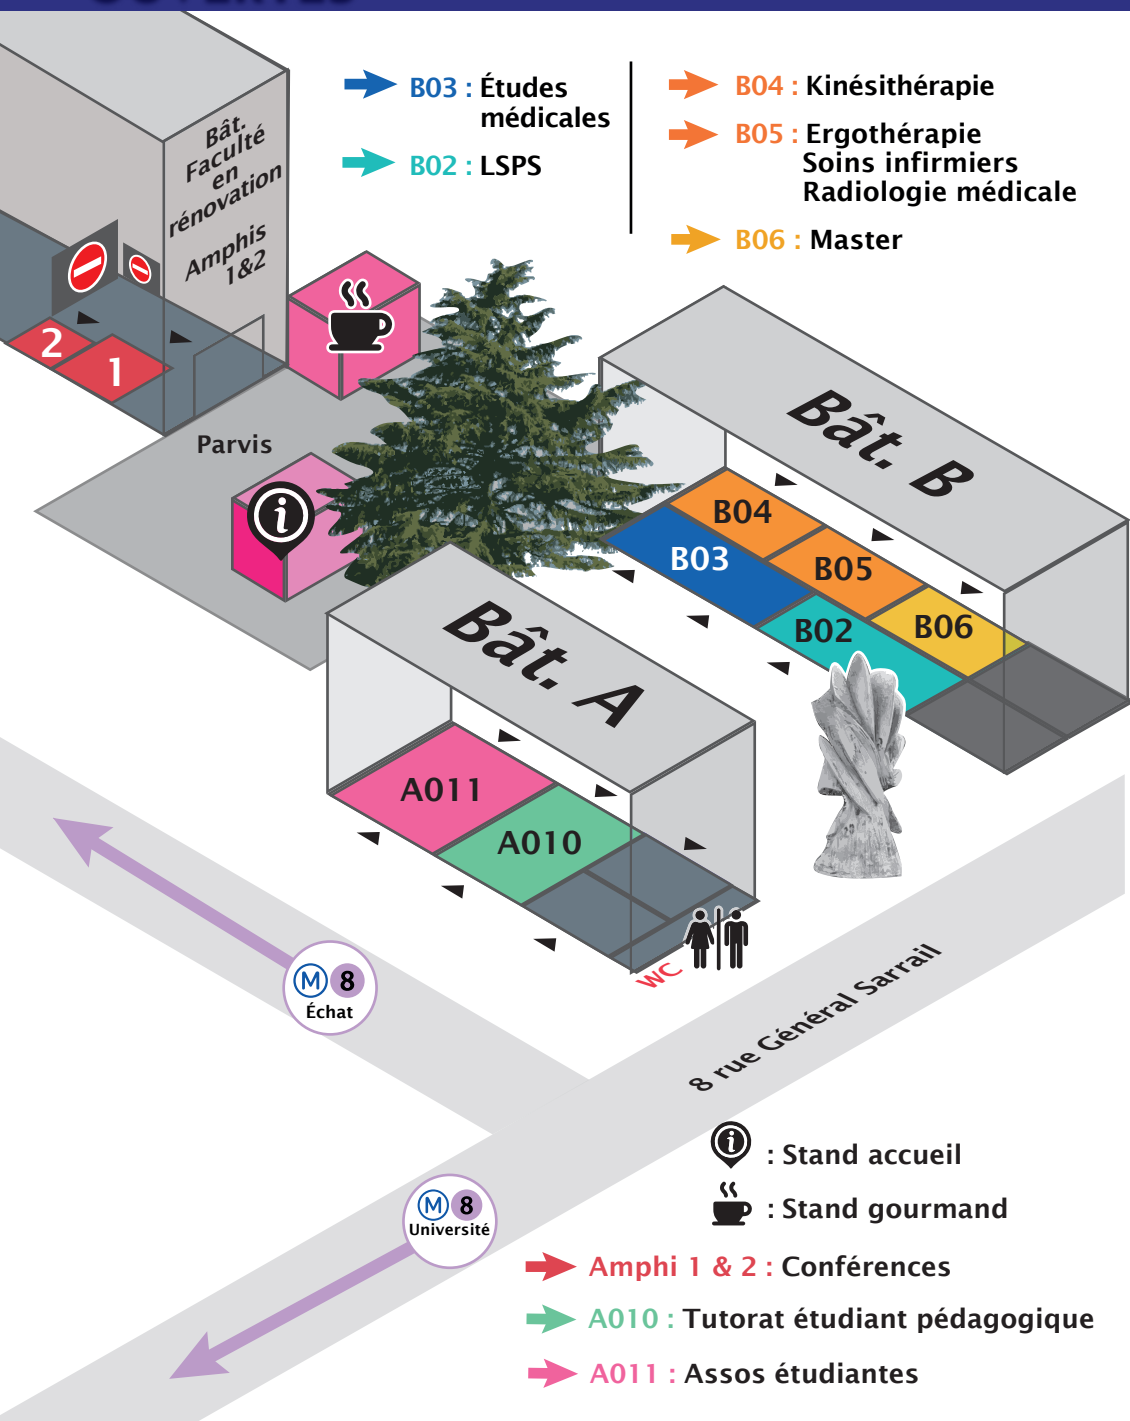 B03 : Études
médicales
B02 : LSPS
B04 : Kinésithérapie
B05 : Ergothérapie
Soins infirmiers
Radiologie médicale
B06 : Master
Bât.
Faculté
en
rénovation
Amphis
1&2
2
1
Parvis
i
Bât. B
B04
B03
B05
B02
B06
Bât. A
A011
A010
WC
M 8
Échat
8 rue Général Sarrail
M 8
Université
i : Stand accueil
: Stand gourmand
Amphi 1 & 2 : Conférences
A010 : Tutorat étudiant pédagogique
A011 : Assos étudiantes